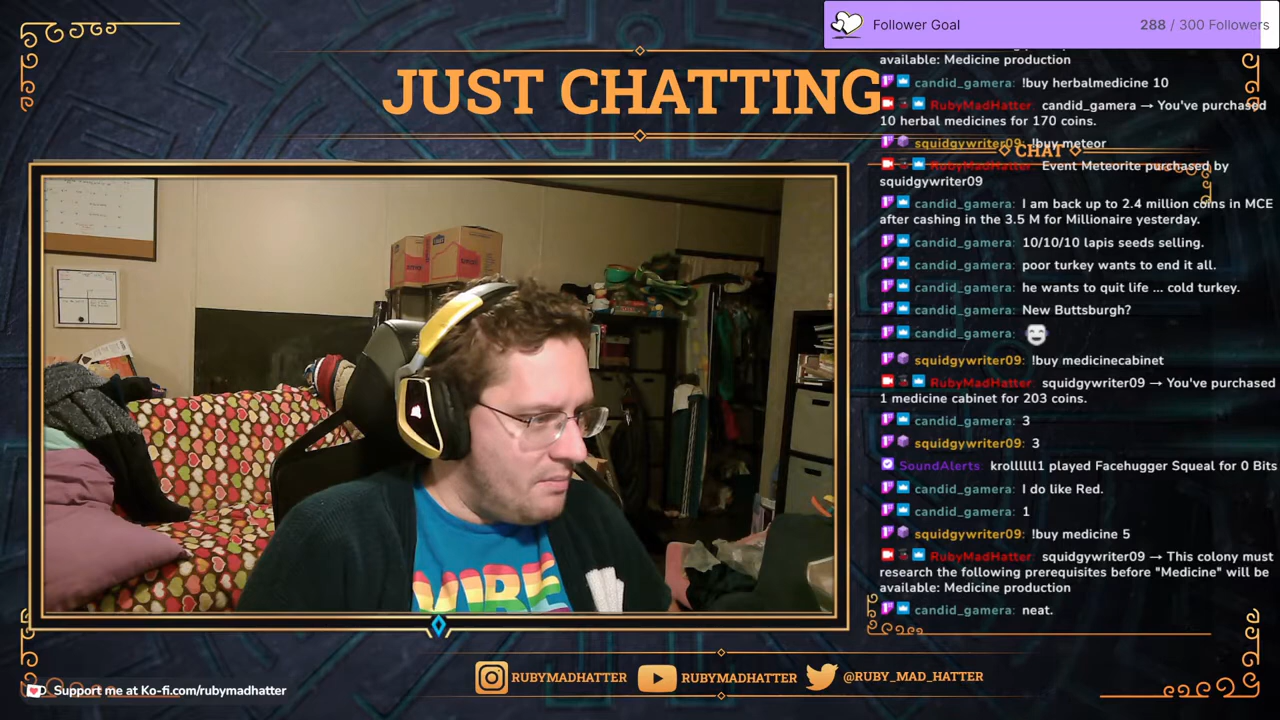 Follower Goal
288 / 300 Followers
JUST CHATTING
available: Medicine production
candid_gamera: !buy herbalmedicine 10
RubyMadHatter: candid_gamera → You've purchased
10 herbal medicines for 170 coins.
squidgywriter09: !buy meteor
CHAT
RubyMadHatter: Event Meteorite purchased by
squidgywriter09
candid_gamera: I am back up to 2.4 million coins in MCE
after cashing in the 3.5 M for Millionaire yesterday.
candid_gamera: 10/10/10 lapis seeds selling.
candid_gamera: poor turkey wants to end it all.
candid_gamera: he wants to quit life ... cold turkey.
candid_gamera: New Buttsburgh?
candid_gamera:
squidgywriter09: !buy medicinecabinet
RubyMadHatter: squidgywriter09 → You've purchased
1 medicine cabinet for 203 coins.
candid_gamera: 3
squidgywriter09: 3
SoundAlerts: krollllll1 played Facehugger Squeal for 0 Bits
candid_gamera: I do like Red.
candid_gamera: 1
squidgywriter09: !buy medicine 5
RubyMadHatter: squidgywriter09 → This colony must
research the following prerequisites before "Medicine" will be
available: Medicine production
candid_gamera: neat.
VIBE
RUBYMADHATTER
RUBYMADHATTER
@RUBY_MAD_HATTER
Support me at Ko-fi.com/rubymadhatter